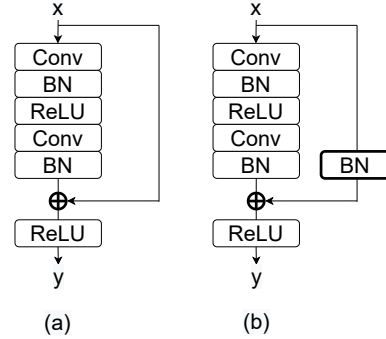 x
Conv
BN
ReLU
Conv
BN
ReLU
y
(a)
x
Conv
BN
ReLU
Conv
BN
BN
ReLU
y
(b)